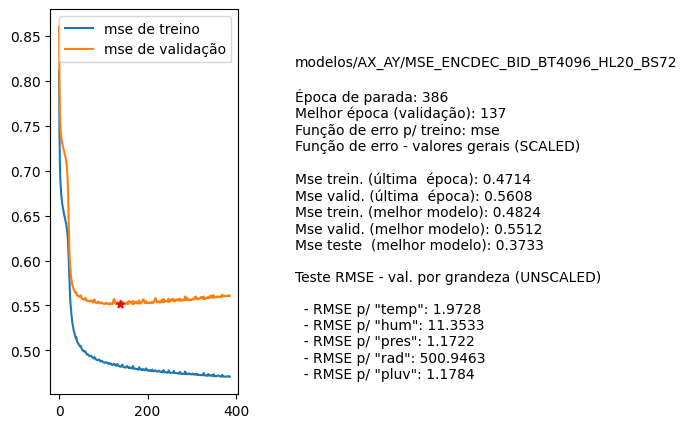 mse de treino
mse de validação
0.85
0.80
0.75
0.70
0.65
0.60
0.55
0.50
0
200
400
modelos/AX_AY/MSE_ENCDEC_BID_BT4096_HL20_BS72
Época de parada: 386
Melhor época (validação): 137
Função de erro p/ treino: mse
Função de erro - valores gerais (SCALED)
Mse trein. (última  época): 0.4714
Mse valid. (última  época): 0.5608
Mse trein. (melhor modelo): 0.4824
Mse valid. (melhor modelo): 0.5512
Mse teste  (melhor modelo): 0.3733
Teste RMSE - val. por grandeza (UNSCALED)
- RMSE p/ "temp": 1.9728
- RMSE p/ "hum": 11.3533
- RMSE p/ "pres": 1.1722
- RMSE p/ "rad": 500.9463
- RMSE p/ "pluv": 1.1784